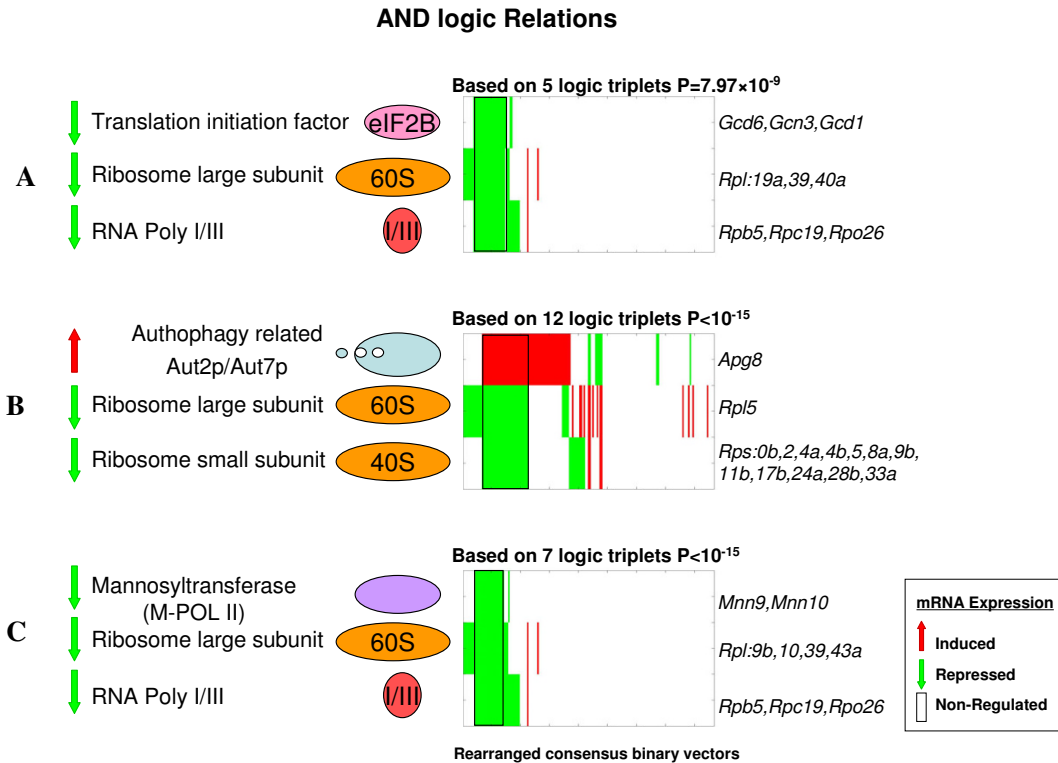 AND logic Relations
Based on 5 logic triplets P=7.97×10-9
A
Translation initiation factor
eIF2B
Gcd6,Gcn3,Gcd1
Ribosome large subunit
60S
Rpl:19a,39,40a
RNA Poly I/III
I/III
Rpb5,Rpc19,Rpo26
Based on 12 logic triplets P<10-15
B
Authophagy related
Aut2p/Aut7p
Apg8
Ribosome large subunit
60S
Rpl5
Ribosome small subunit
40S
Rps:0b,2,4a,4b,5,8a,9b,
11b,17b,24a,28b,33a
Based on 7 logic triplets P<10-15
C
Mannosyltransferase
(M-POL II)
Mnn9,Mnn10
Ribosome large subunit
60S
Rpl:9b,10,39,43a
RNA Poly I/III
I/III
Rpb5,Rpc19,Rpo26
Rearranged consensus binary vectors
mRNA Expression
Induced
Repressed
Non-Regulated